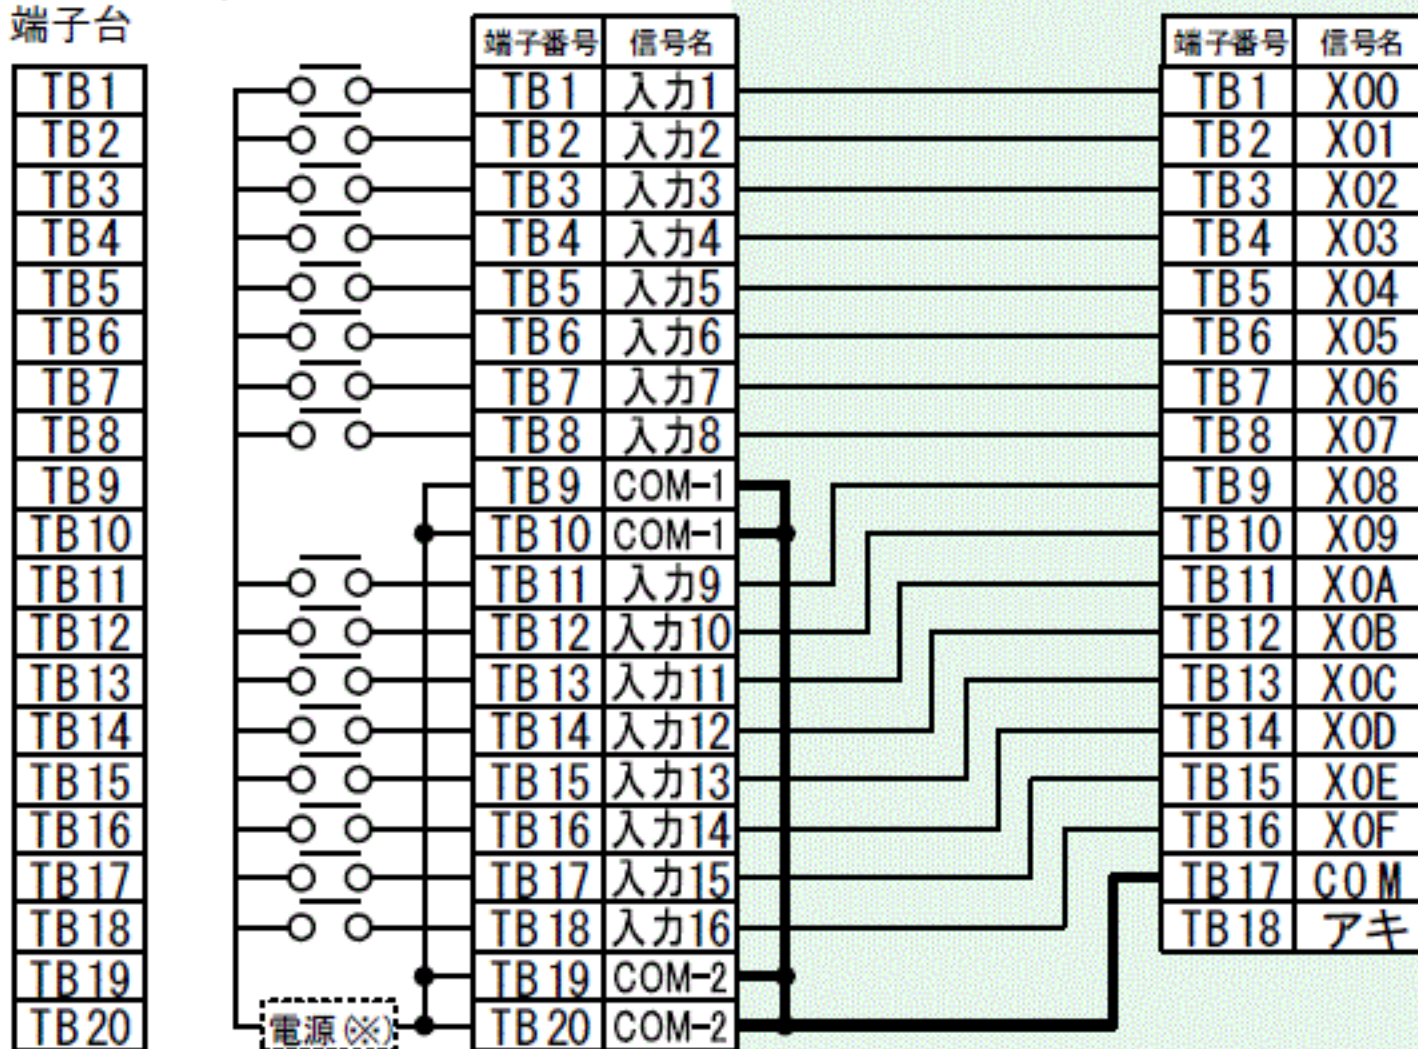 端子台
端子番号 信号名 端子番号 信号名
TB1 TB1 入力1 TB1 X00
TB2 TB2 入力2 TB2 X01
TB3 TB3 入力3 TB3 X02
TB4 TB4 入力4 TB4 X03
TB5 TB5 入力5 TB5 X04
TB6 TB6 入力6 TB6 X05
TB7 TB7 入力7 TB7 X06
TB8 TB8 入力8 TB8 X07
TB9 TB9 COM-1 TB9 X08
TB10 TB10 COM-1 TB10 X09
TB11 TB11 入力9 TB11 X0A
TB12 TB12 入力10 TB12 X0B
TB13 TB13 入力11 TB13 X0C
TB14 TB14 入力12 TB14 X0D
TB15 TB15 入力13 TB15 X0E
TB16 TB16 入力14 TB16 X0F
TB17 TB17 入力15 TB17 COM
TB18 TB18 入力16 TB18 アキ
TB19 TB19 COM-2
TB20 電源(※) TB20 COM-2